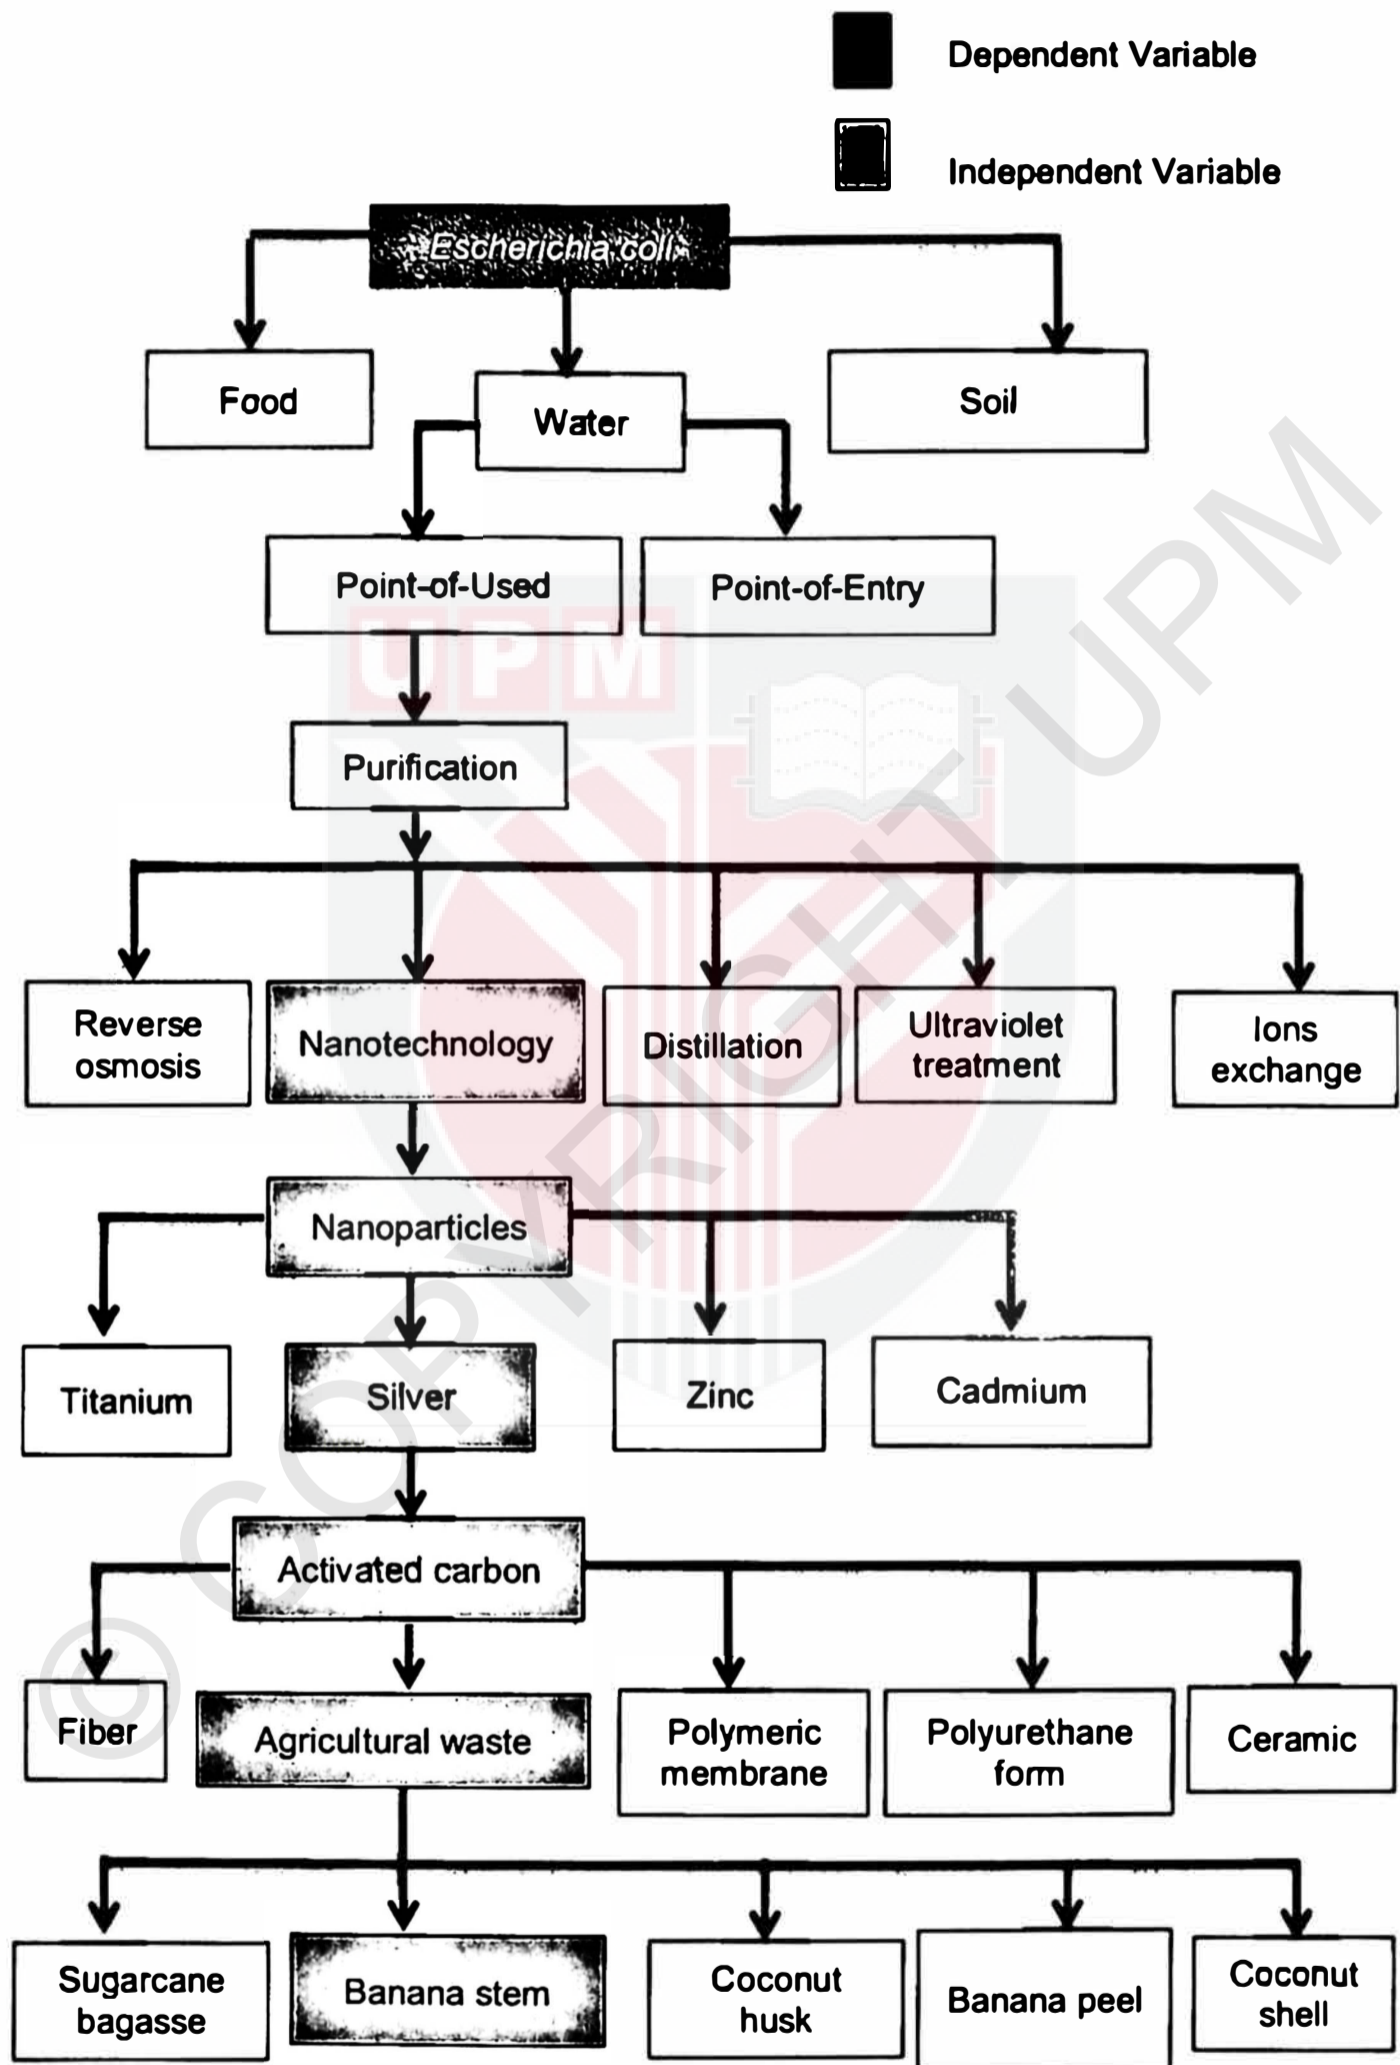 Dependent Variable
Independent Variable
Escherichia coli
Food
Water
Soil
Point-of-Used
Point-of-Entry
UPM
Purification
Reverse
osmosis
Nanotechnology
Distillation
Ultraviolet
treatment
Ions
exchange
Nanoparticles
Titanium
Silver
Zinc
Cadmium
Activated carbon
Fiber
Agricultural waste
Polymeric
membrane
Polyurethane
form
Ceramic
Sugarcane
bagasse
Banana stem
Coconut
husk
Banana peel
Coconut
shell
© COPYRIGHT UPM